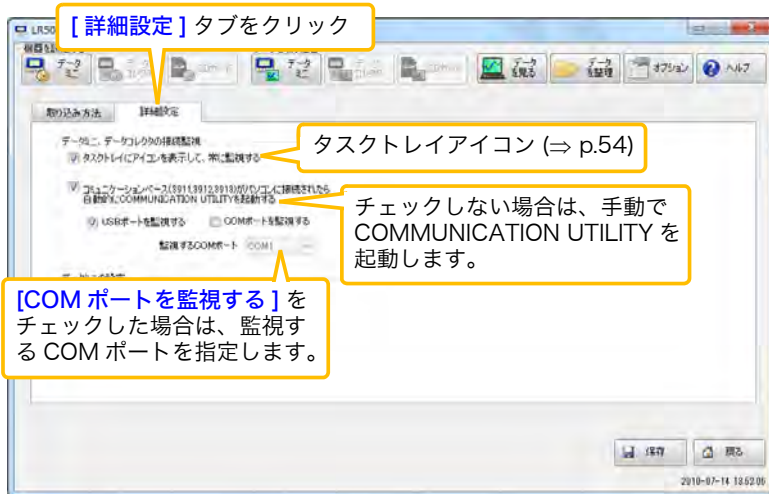 [ 詳細設定 ] タブをクリック
LR50
データミニ
データミニ
データを見る
データを整理
オプション
ヘルプ
取り込み方法
詳細設定
データミニ、データコレクタの接続監視
タスクトレイにアイコンを表示して、常に監視する
タスクトレイアイコン (⇒ p.54)
コミュニケーションベース(3911,3912,3913)がパソコンに接続されたら
自動的にCOMMUNICATION UTILITYを起動する
チェックしない場合は、手動で
COMMUNICATION UTILITY を
起動します。
USBポートを監視する
COMポートを監視する
監視するCOMポート
COM1
[COM ポートを監視する ] を
チェックした場合は、監視す
る COM ポートを指定します。
保存
戻る
2010-07-14 13:52:05